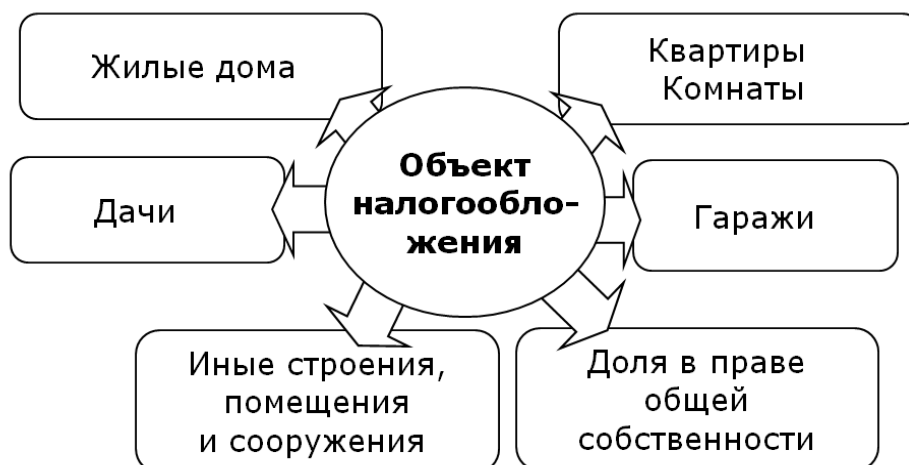 Жилые дома
Квартиры
Комнаты
Объект
налогообло-
жения
Дачи
Гаражи
Иные строения,
помещения
и сооружения
Доля в праве
общей
собственности